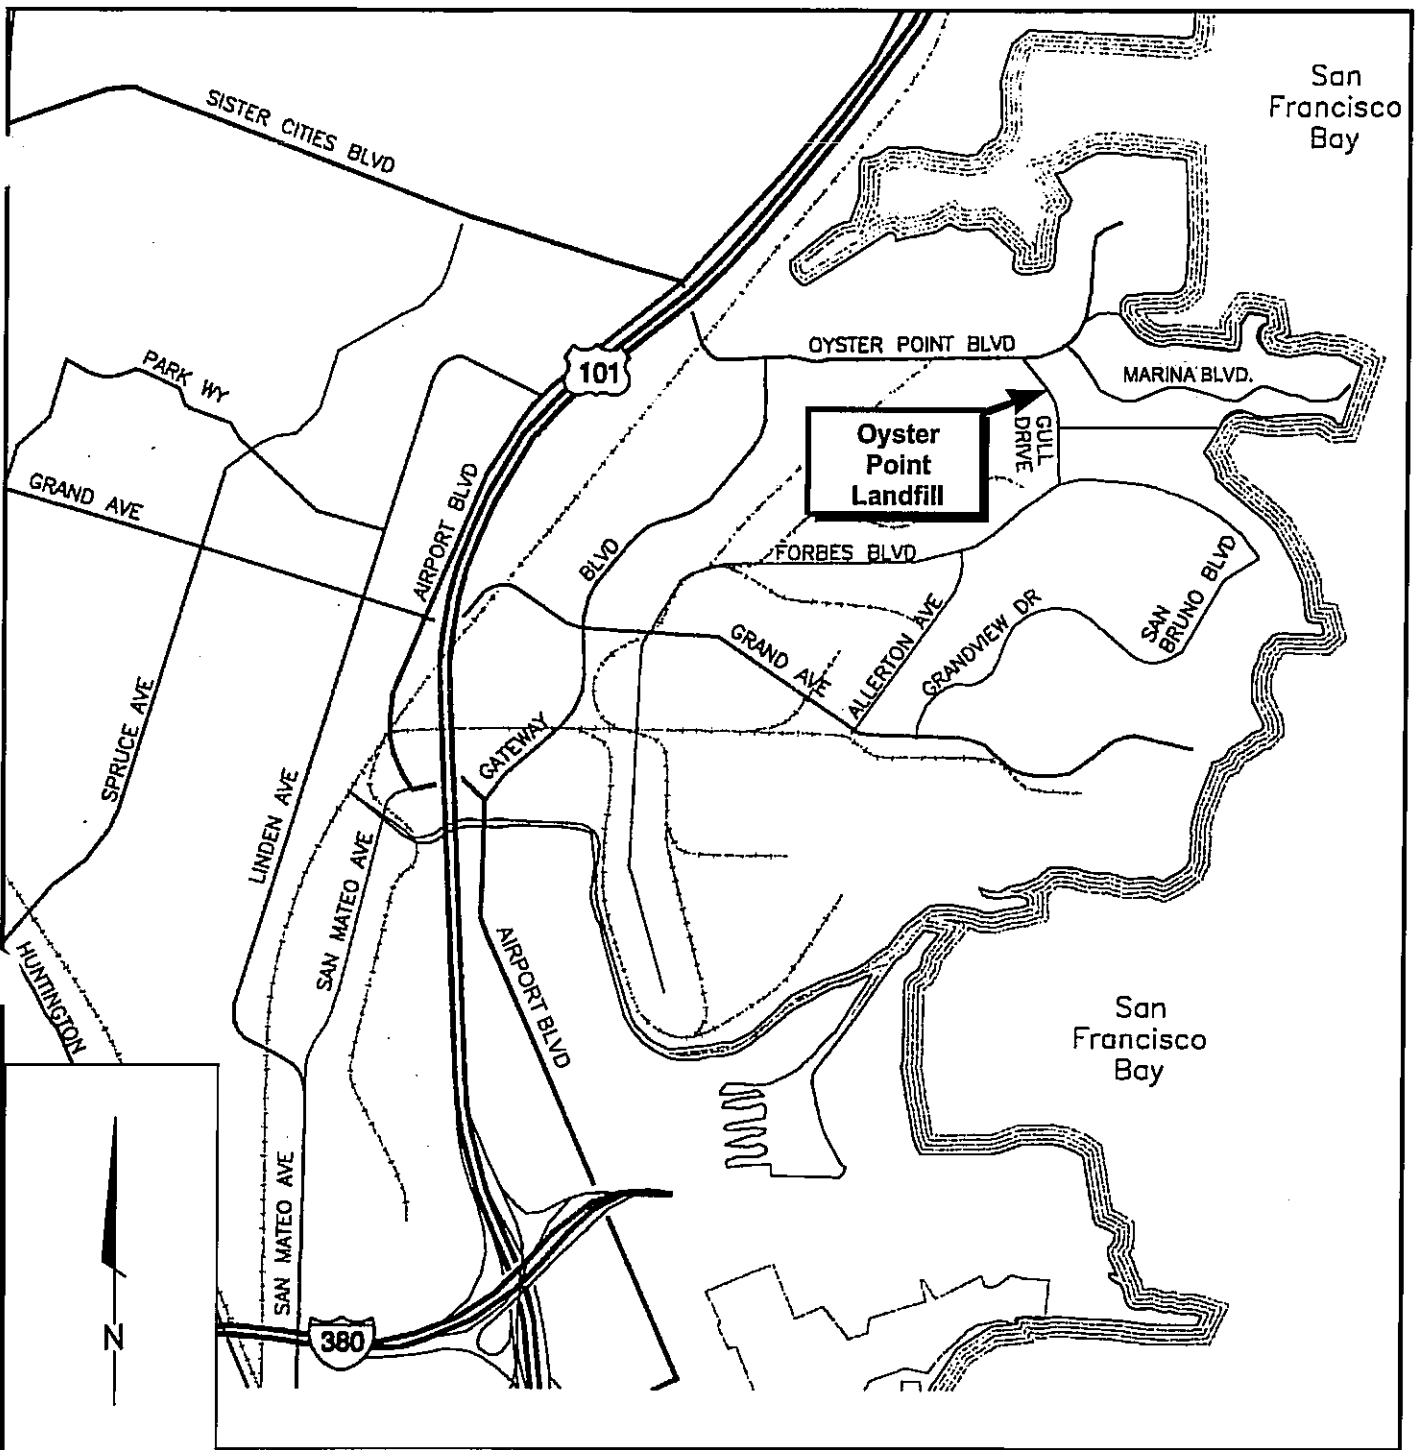 San
Francisco
Bay
SISTER CITIES BLVD
OYSTER POINT BLVD
101
PARK WY
MARINA BLVD.
Oyster
Point
Landfill
GULL
DRIVE
GRAND AVE
AIRPORT BLVD
BLVD
FORBES BLVD
SAN
BRUNO BLVD
GRAND AVE
ALLERTON AVE
GRANDVIEW DR
SPRUCE AVE
GATEWAY
LINDEN AVE
SAN MATEO AVE
HUNTINGTON
AIRPORT BLVD
San
Francisco
Bay
SAN MATEO AVE
N
380